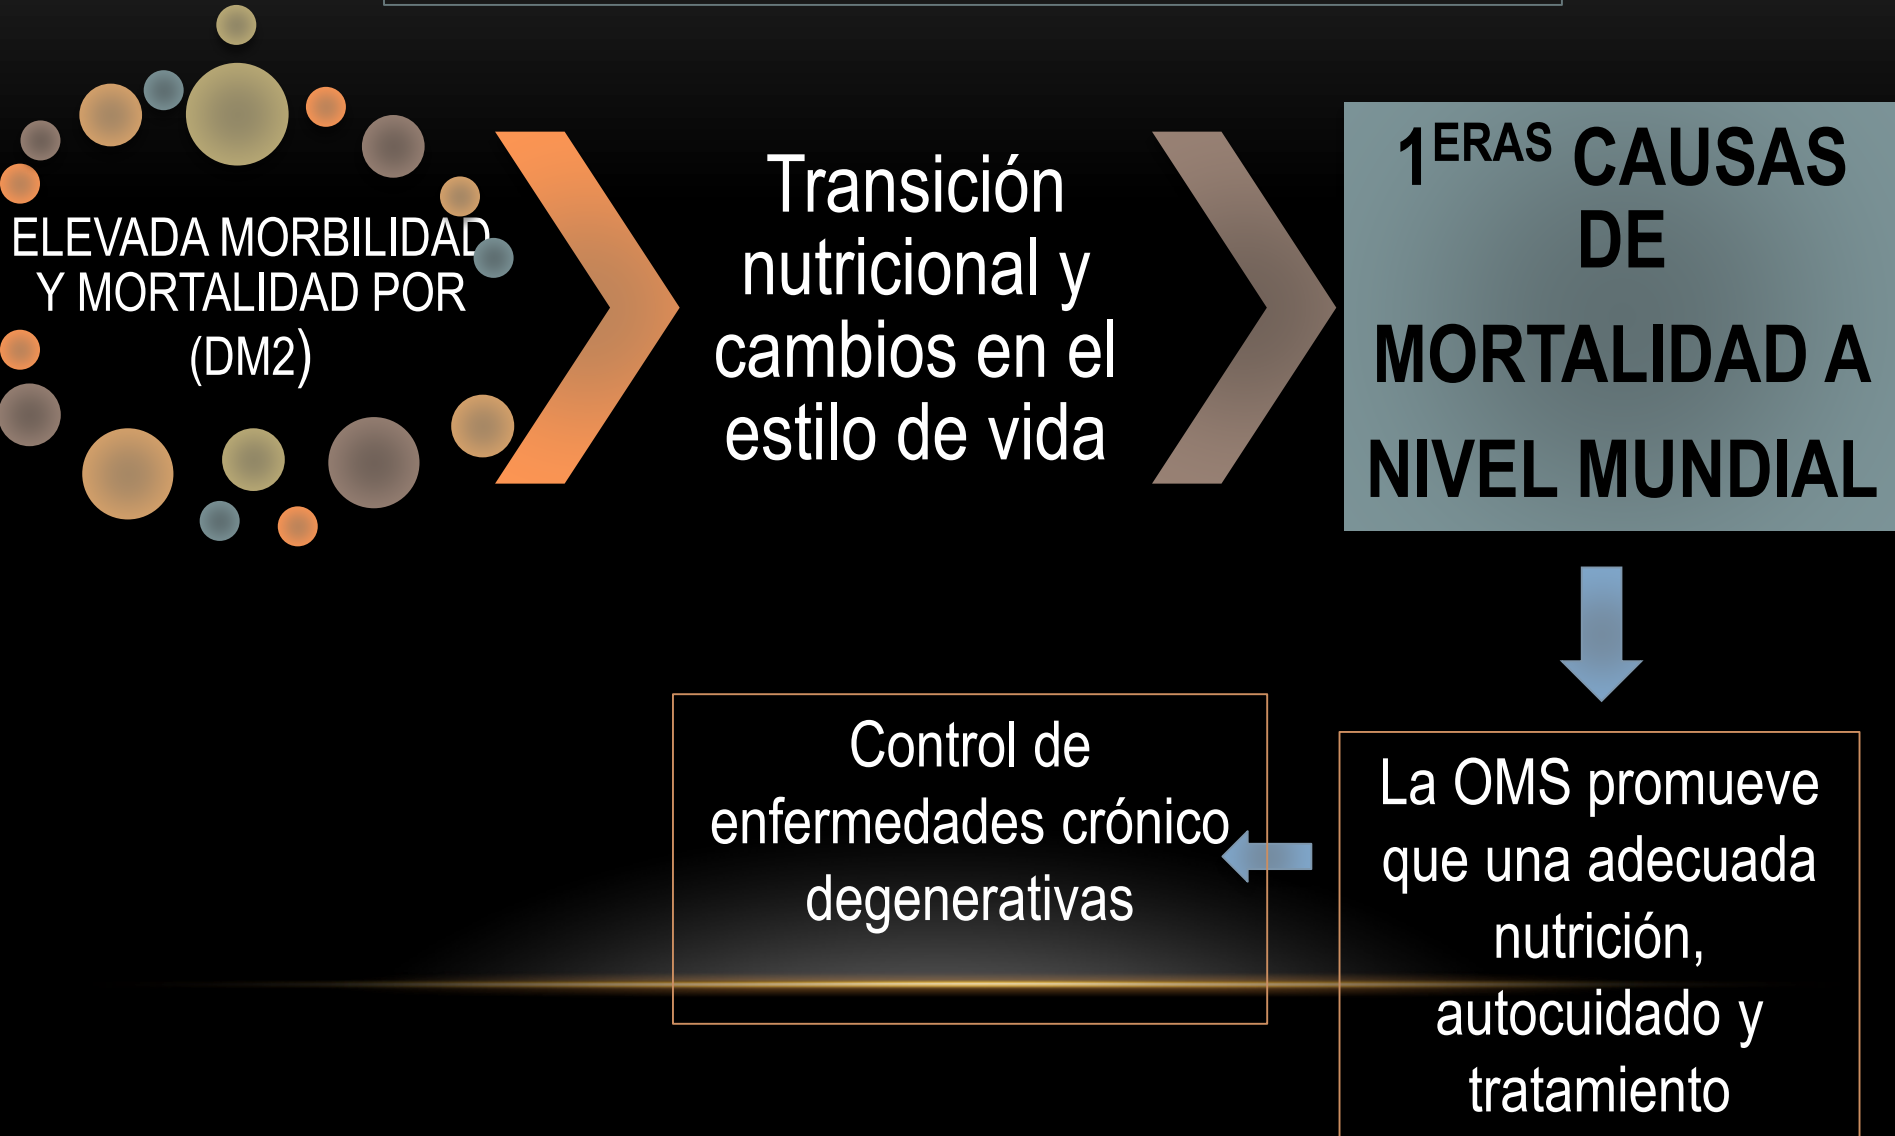 ELEVADA MORBILIDAD
Y MORTALIDAD POR
(DM2)
Transición
nutricional y
cambios en el
estilo de vida
1ERAS CAUSAS
DE
MORTALIDAD A
NIVEL MUNDIAL
Control de
enfermedades crónico
degenerativas
La OMS promueve
que una adecuada
nutrición,
autocuidado y
tratamiento